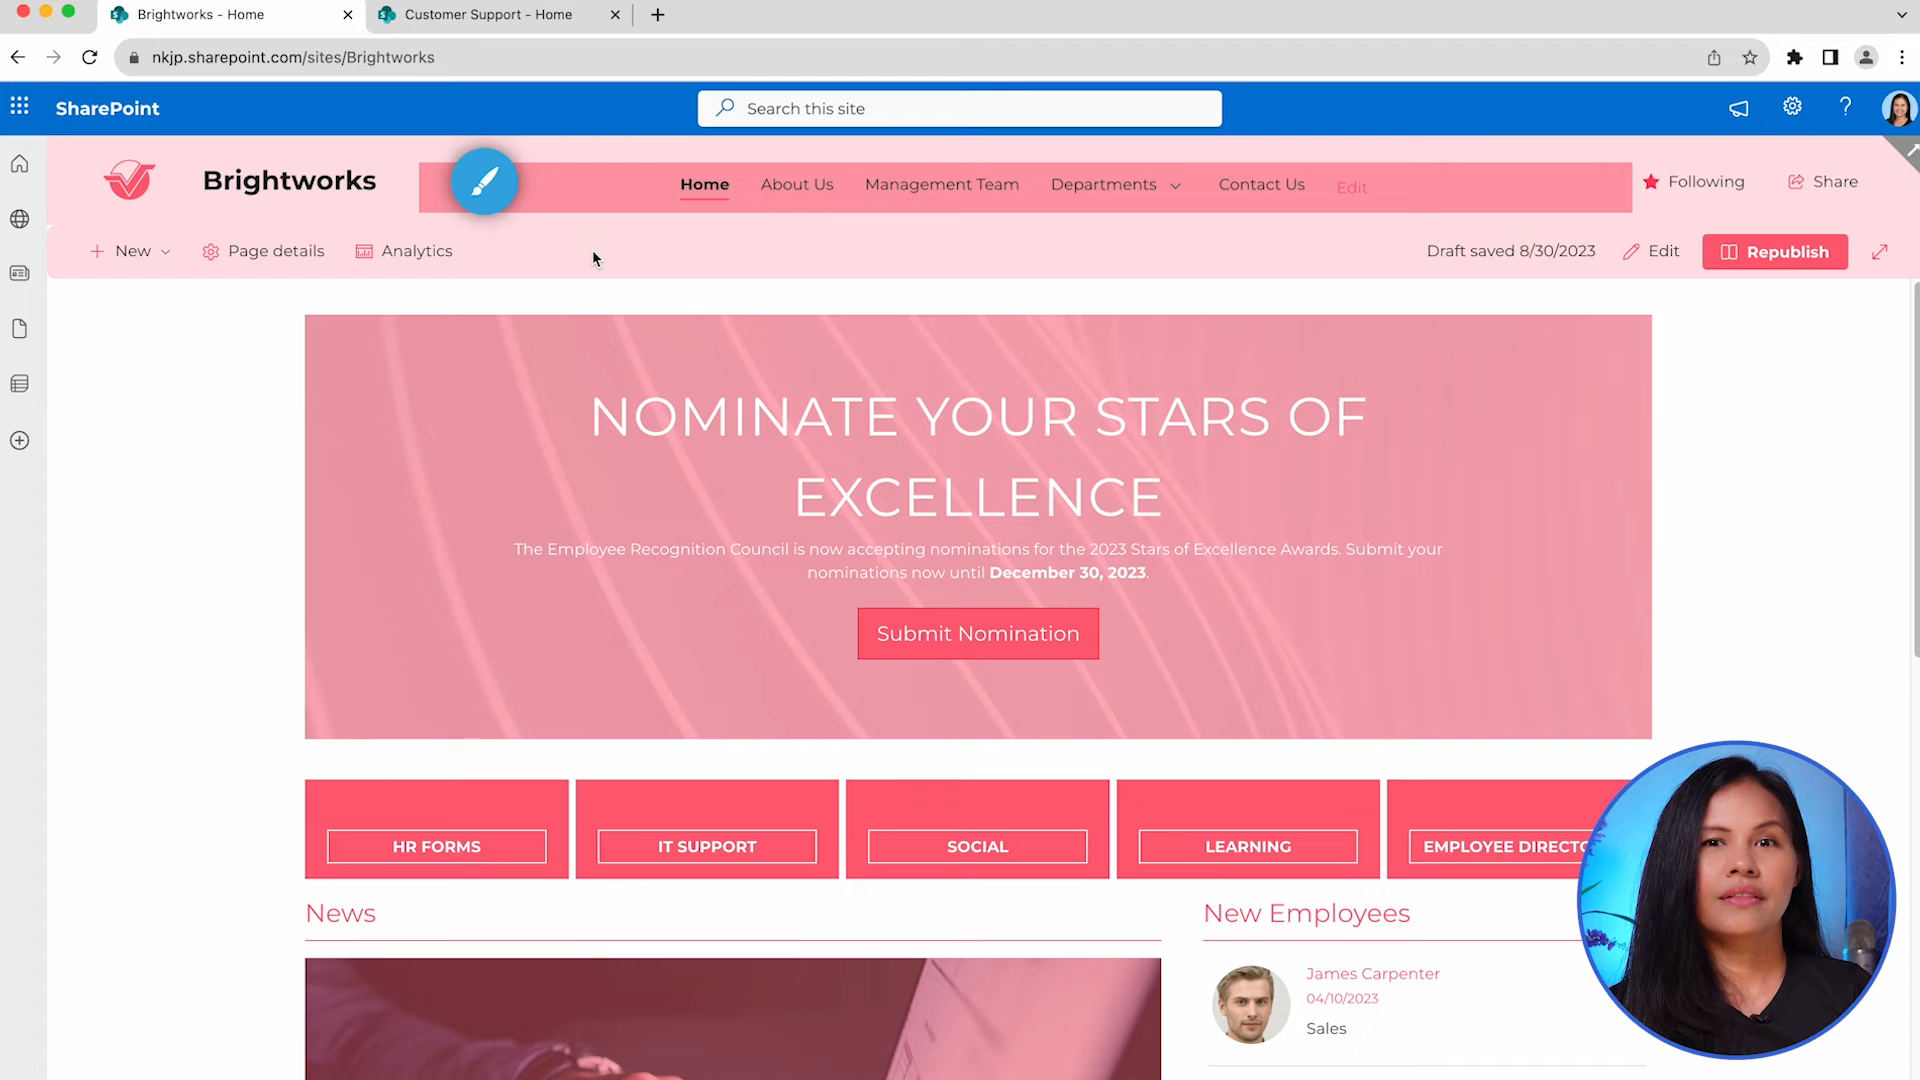 Brightworks - Home
Customer Support - Home
nkjp.sharepoint.com/sites/Brightworks
SharePoint
Search this site
Brightworks
Home
About Us
Management Team
Departments
Contact Us
Edit
Following
Share
New
Page details
Analytics
Draft saved 8/30/2023
Edit
Republish
NOMINATE YOUR STARS OF
EXCELLENCE
The Employee Recognition Council is now accepting nominations for the 2023 Stars of Excellence Awards. Submit your
nominations now until December 30, 2023.
Submit Nomination
HR FORMS
IT SUPPORT
SOCIAL
LEARNING
EMPLOYEE
News
New Employees
James Carpenter
04/10/2023
Sales